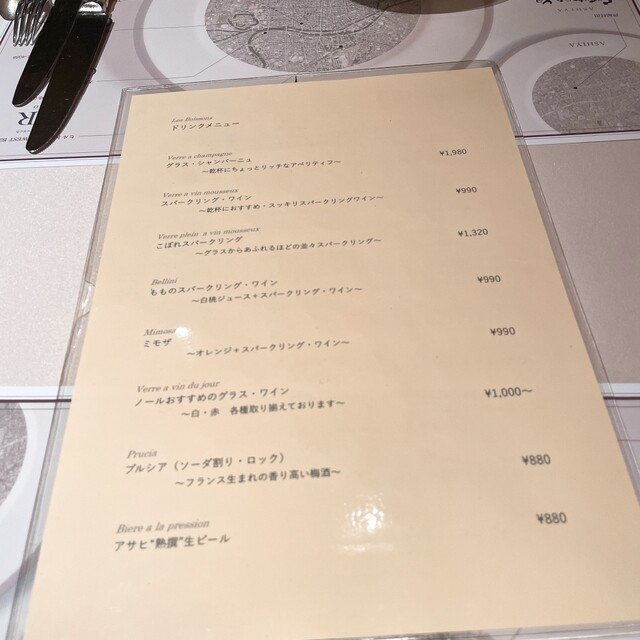 ASHIYA
Les Boissons
ドリンクメニュー
Verre a champagne
グラス・シャンパーニュ ¥1,980
～乾杯にちょっとリッチなアペリティフ～
Verre a vin mousseux
スパークリング・ワイン ¥990
～乾杯におすすめ・スッキリスパークリングワイン～
Verre plein a vin mousseux
こぼれスパークリング ¥1,320
～グラスからあふれるほどの並々スパークリング～
Bellini
もものスパークリング・ワイン ¥990
～白桃ジュース＋スパークリング・ワイン～
Mimosa
ミモザ ¥990
～オレンジ＋スパークリング・ワイン～
Verre a vin du jour
ノールおすすめのグラス・ワイン ¥1,000～
～白・赤　各種取り揃えております～
Prucia
プルシア（ソーダ割り・ロック） ¥880
～フランス生まれの香り高い梅酒～
Biere a la pression
アサヒ“熟撰”生ビール ¥880